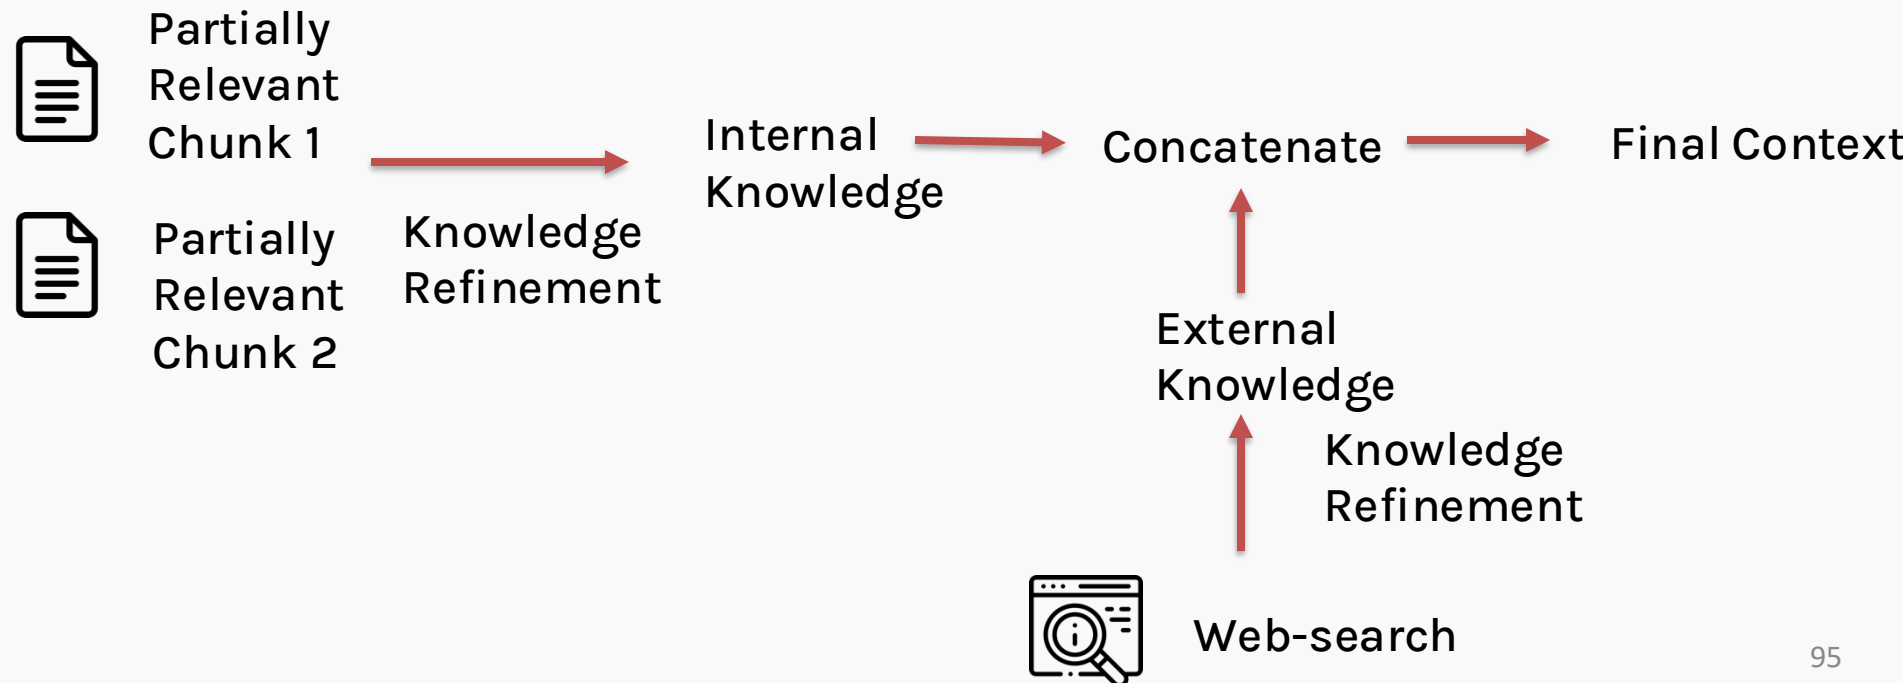 Partially
Relevant
Chunk 1
Partially
Relevant
Chunk 2
Knowledge
Refinement
Internal
Knowledge
Concatenate
Final Context
External
Knowledge
Knowledge
Refinement
Web-search
95